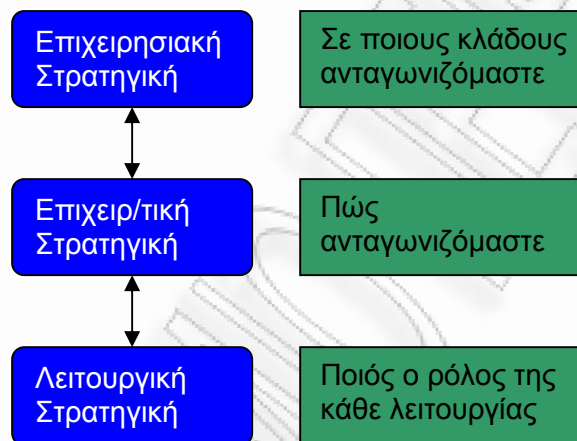 Επιχειρησιακή
Στρατηγική
Σε ποιους κλάδους
ανταγωνιζόμαστε
Επιχειρ/τική
Στρατηγική
Πώς
ανταγωνιζόμαστε
Λειτουργική
Στρατηγική
Ποιός ο ρόλος της
κάθε λειτουργίας